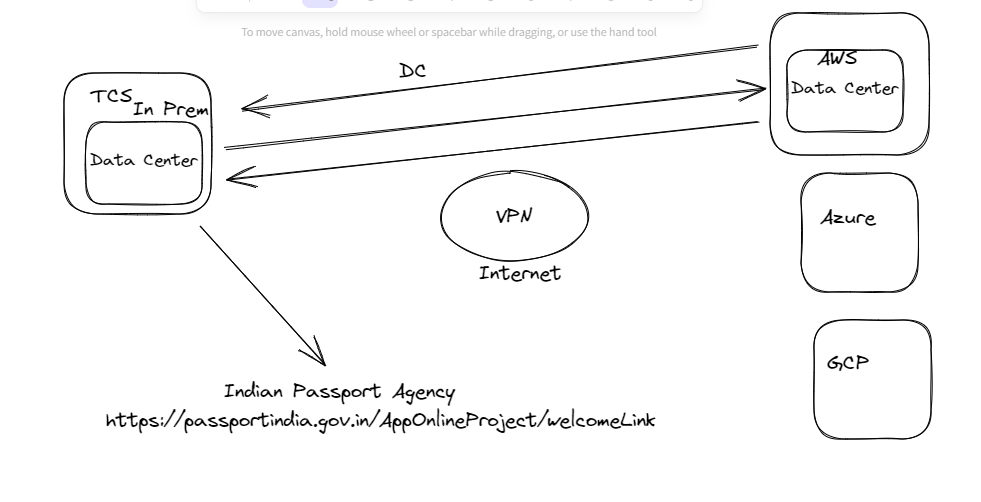 To move canvas, hold mouse wheel or spacebar while dragging, or use the hand tool
DC
TCS
In Prem
Data Center
AWS
Data Center
VPN
Internet
Azure
GCP
Indian Passport Agency
https://passportindia.gov.in/AppOnlineProject/welcomeLink